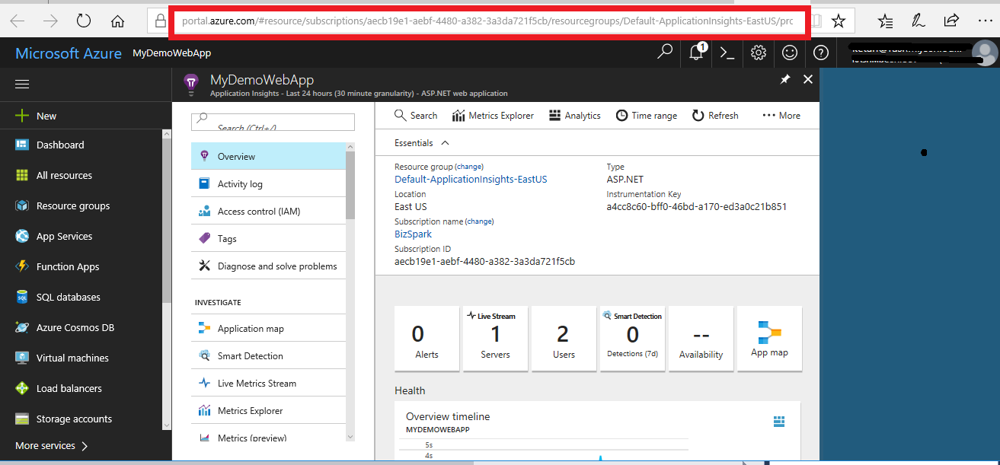 portal.azure.com/#resource/subscriptions/aecb19e1-aebf-4480-a382-3a3da721f5cb/resourcegroups/Default-ApplicationInsights-EastUS/prc
Microsoft Azure MyDemoWebApp
1
MyDemoWebApp
Application Insights - Last 24 hours (30 minute granularity) - ASP.NET web application
New
Dashboard
All resources
Resource groups
App Services
Function Apps
SQL databases
Azure Cosmos DB
Virtual machines
Load balancers
Storage accounts
More services
Search (Ctrl+/)
Overview
Activity log
Access control (IAM)
Tags
Diagnose and solve problems
INVESTIGATE
Application map
Smart Detection
Live Metrics Stream
Metrics Explorer
Metrics (preview)
Search Metrics Explorer Analytics Time range Refresh More
Essentials
Resource group (change)
Default-ApplicationInsights-EastUS
Location
East US
Subscription name (change)
BizSpark
Subscription ID
aecb19e1-aebf-4480-a382-3a3da721f5cb
Type
ASP.NET
Instrumentation Key
a4cc8c60-bff0-46bd-a170-ed3a0c21b851
0
Alerts
Live Stream
1
Servers
2
Users
Smart Detection
0
Detections (7d)
--
Availability
App map
Health
Overview timeline
MYDEMOWEBAPP
5s
4s